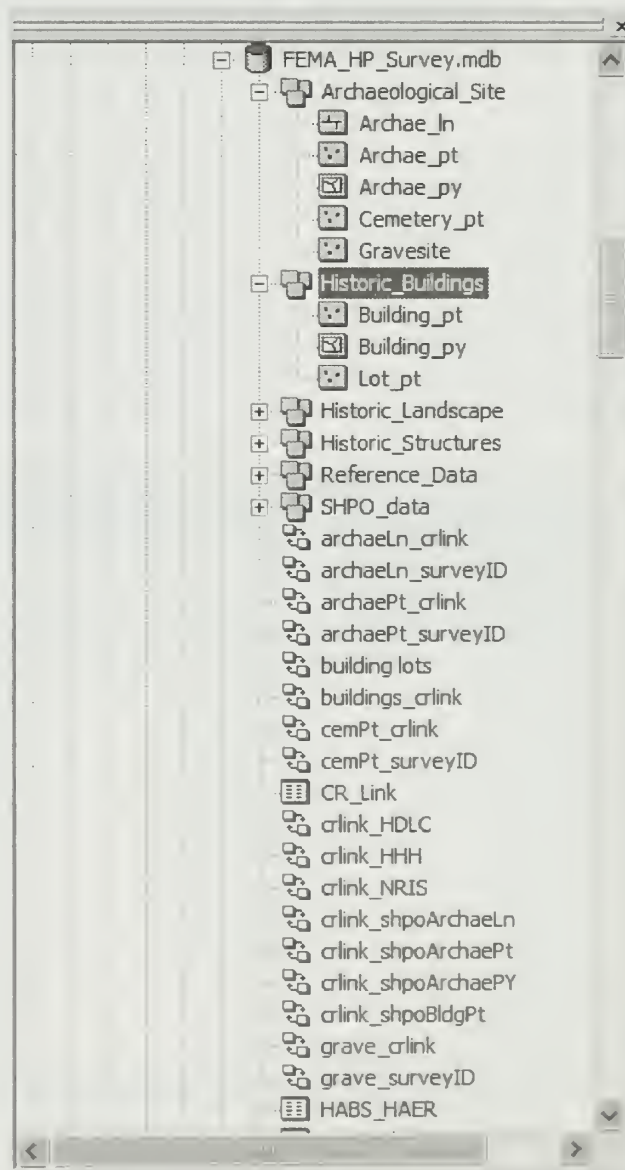 FEMA_HP_Survey.mdb
Archaeological_Site
Archae_ln
Archae_pt
Archae_py
Cemetery_pt
Gravesite
Historic_Buildings
Building_pt
Building_py
Lot_pt
Historic_Landscape
Historic_Structures
Reference_Data
SHPO_data
archaeLn_crlink
archaeLn_surveyID
archaePt_crlink
archaePt_surveyID
building lots
buildings_crlink
cemPt_crlink
cemPt_surveyID
CR_Link
crlink_HDLC
crlink_HHH
crlink_NRIS
crlink_shpoArchaeLn
crlink_shpoArchaePt
crlink_shpoArchaePY
crlink_shpoBldgPt
grave_crlink
grave_surveyID
HABS_HAER